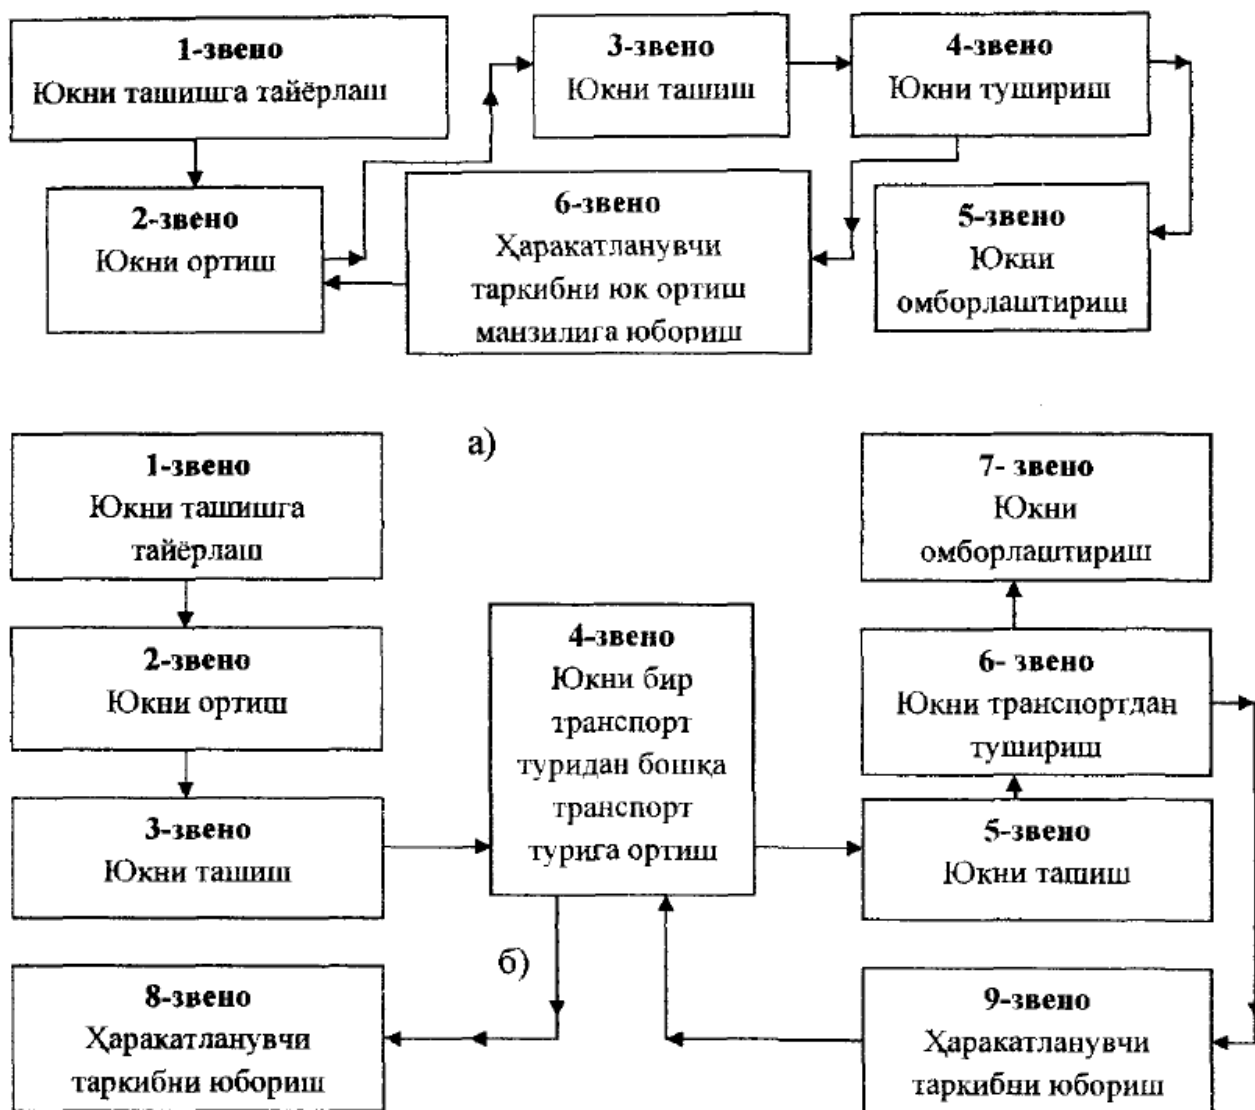 1-звено
Юкни ташишга тайёрлаш
3-звено
Юкни ташиш
4-звено
Юкни тушириш
2-звено
Юкни ортиш
6-звено
Ҳаракатланувчи
таркибни юк ортиш
манзилига юбориш
5-звено
Юкни
омборлаштириш
а)
1-звено
Юкни ташишга
тайёрлаш
2-звено
Юкни ортиш
3-звено
Юкни ташиш
4-звено
Юкни бир
транспорт
туридан бошқа
транспорт
турига ортиш
7- звено
Юкни
омборлаштириш
6- звено
Юкни транспортдан
тушириш
5-звено
Юкни ташиш
б)
8-звено
Ҳаракатланувчи
таркибни юбориш
9-звено
Ҳаракатланувчи
таркибни юбориш